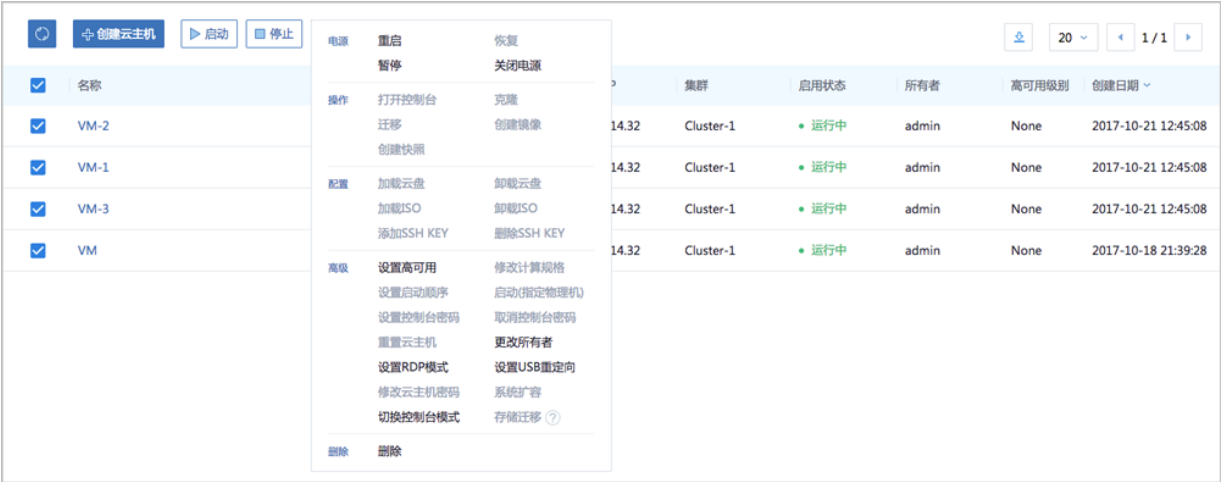 创建云主机 启动 停止 20 1 / 1
名称 P 集群 启用状态 所有者 高可用级别 创建日期
VM-2 14.32 Cluster-1 运行中 admin None 2017-10-21 12:45:08
VM-1 14.32 Cluster-1 运行中 admin None 2017-10-21 12:45:08
VM-3 14.32 Cluster-1 运行中 admin None 2017-10-21 12:45:08
VM 14.32 Cluster-1 运行中 admin None 2017-10-18 21:39:28
电源 重启 恢复
暂停 关闭电源
操作 打开控制台 克隆
迁移 创建镜像
创建快照
配置 加载云盘 卸载云盘
加载ISO 卸载ISO
添加SSH KEY 删除SSH KEY
高级 设置高可用 修改计算规格
设置启动顺序 启动(指定物理机)
设置控制台密码 取消控制台密码
重置云主机 更改所有者
设置RDP模式 设置USB重定向
修改云主机密码 系统扩容
切换控制台模式 存储迁移 ?
删除 删除